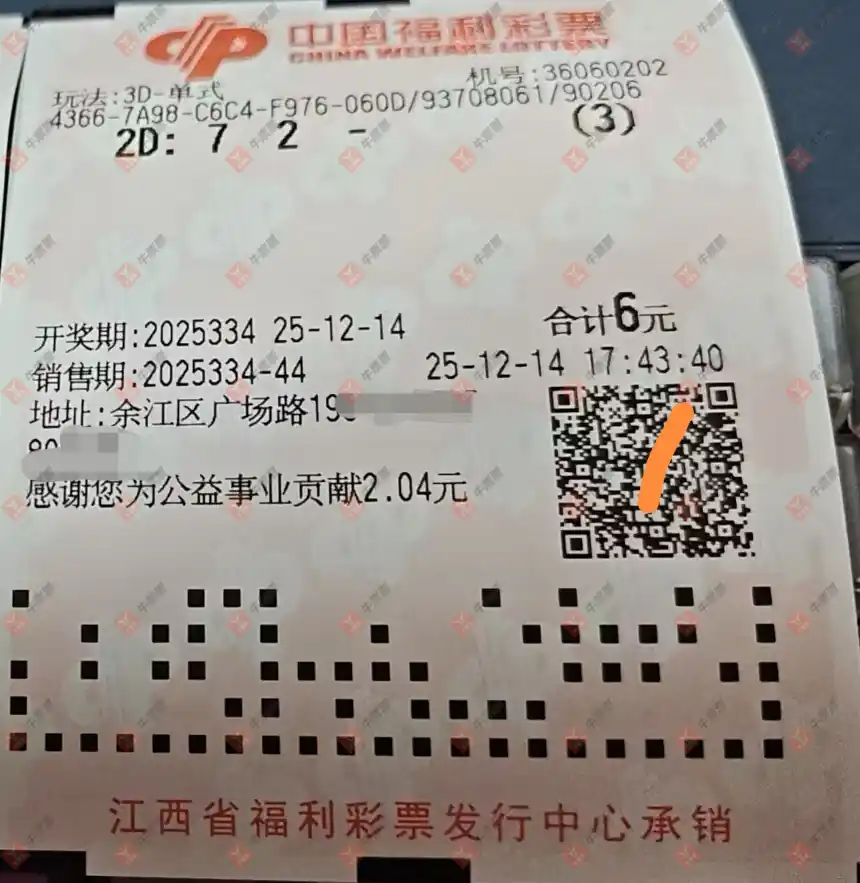 中国福利彩票
CHINA WELFARE LOTTERY
玩法:3D-单式 机号:36060202
4366-7A98-C6C4-F976-060D/93708061/90206
2D: 7 2 - (3)
合计6元
开奖期:2025334 25-12-14
销售期:2025334-44 25-12-14 17:43:40
地址:余江区广场路19
感谢您为公益事业贡献2.04元
江西省福利彩票发行中心承销